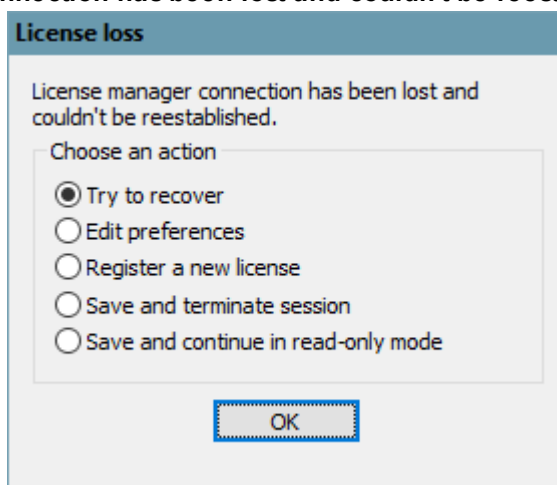 License loss
License manager connection has been lost and
couldn't be reestablished.
Choose an action
Try to recover
Edit preferences
Register a new license
Save and terminate session
Save and continue in read-only mode
OK